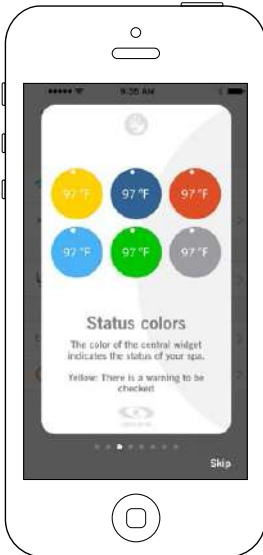 9:35 AM
97 °F 97 °F 97 °F
97 °F 97 °F 97 °F
Status colors
The color of the central widget
indicates the status of your spa.
Yellow: There is a warning to be
checked
Skip